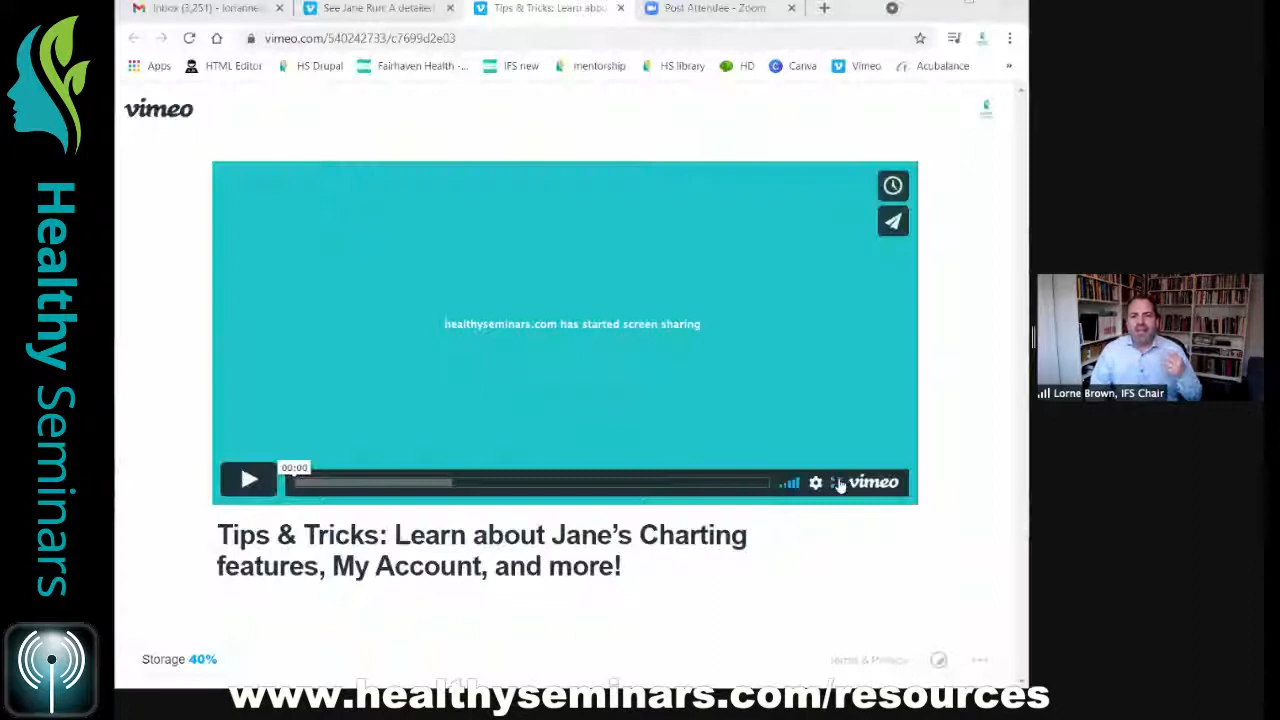 Healthy Seminars
Inbox (3,251) - loranne
See Jane Run: A detailed
Tips & Tricks: Learn abou
Post Attendee - Zoom
vimeo.com/540242733/c7699d2e03
Apps
HTML Editor
HS Drupal
Fairhaven Health -...
IFS new
mentorship
HS library
HD
Canva
Vimeo
Acubalance
»
vimeo
healthyseminars.com has started screen sharing
00:00
vimeo
Lorne Brown, IFS Chair
Tips & Tricks: Learn about Jane's Charting
features, My Account, and more!
Storage 40%
Terms & Privacy
www.healthyseminars.com/resources